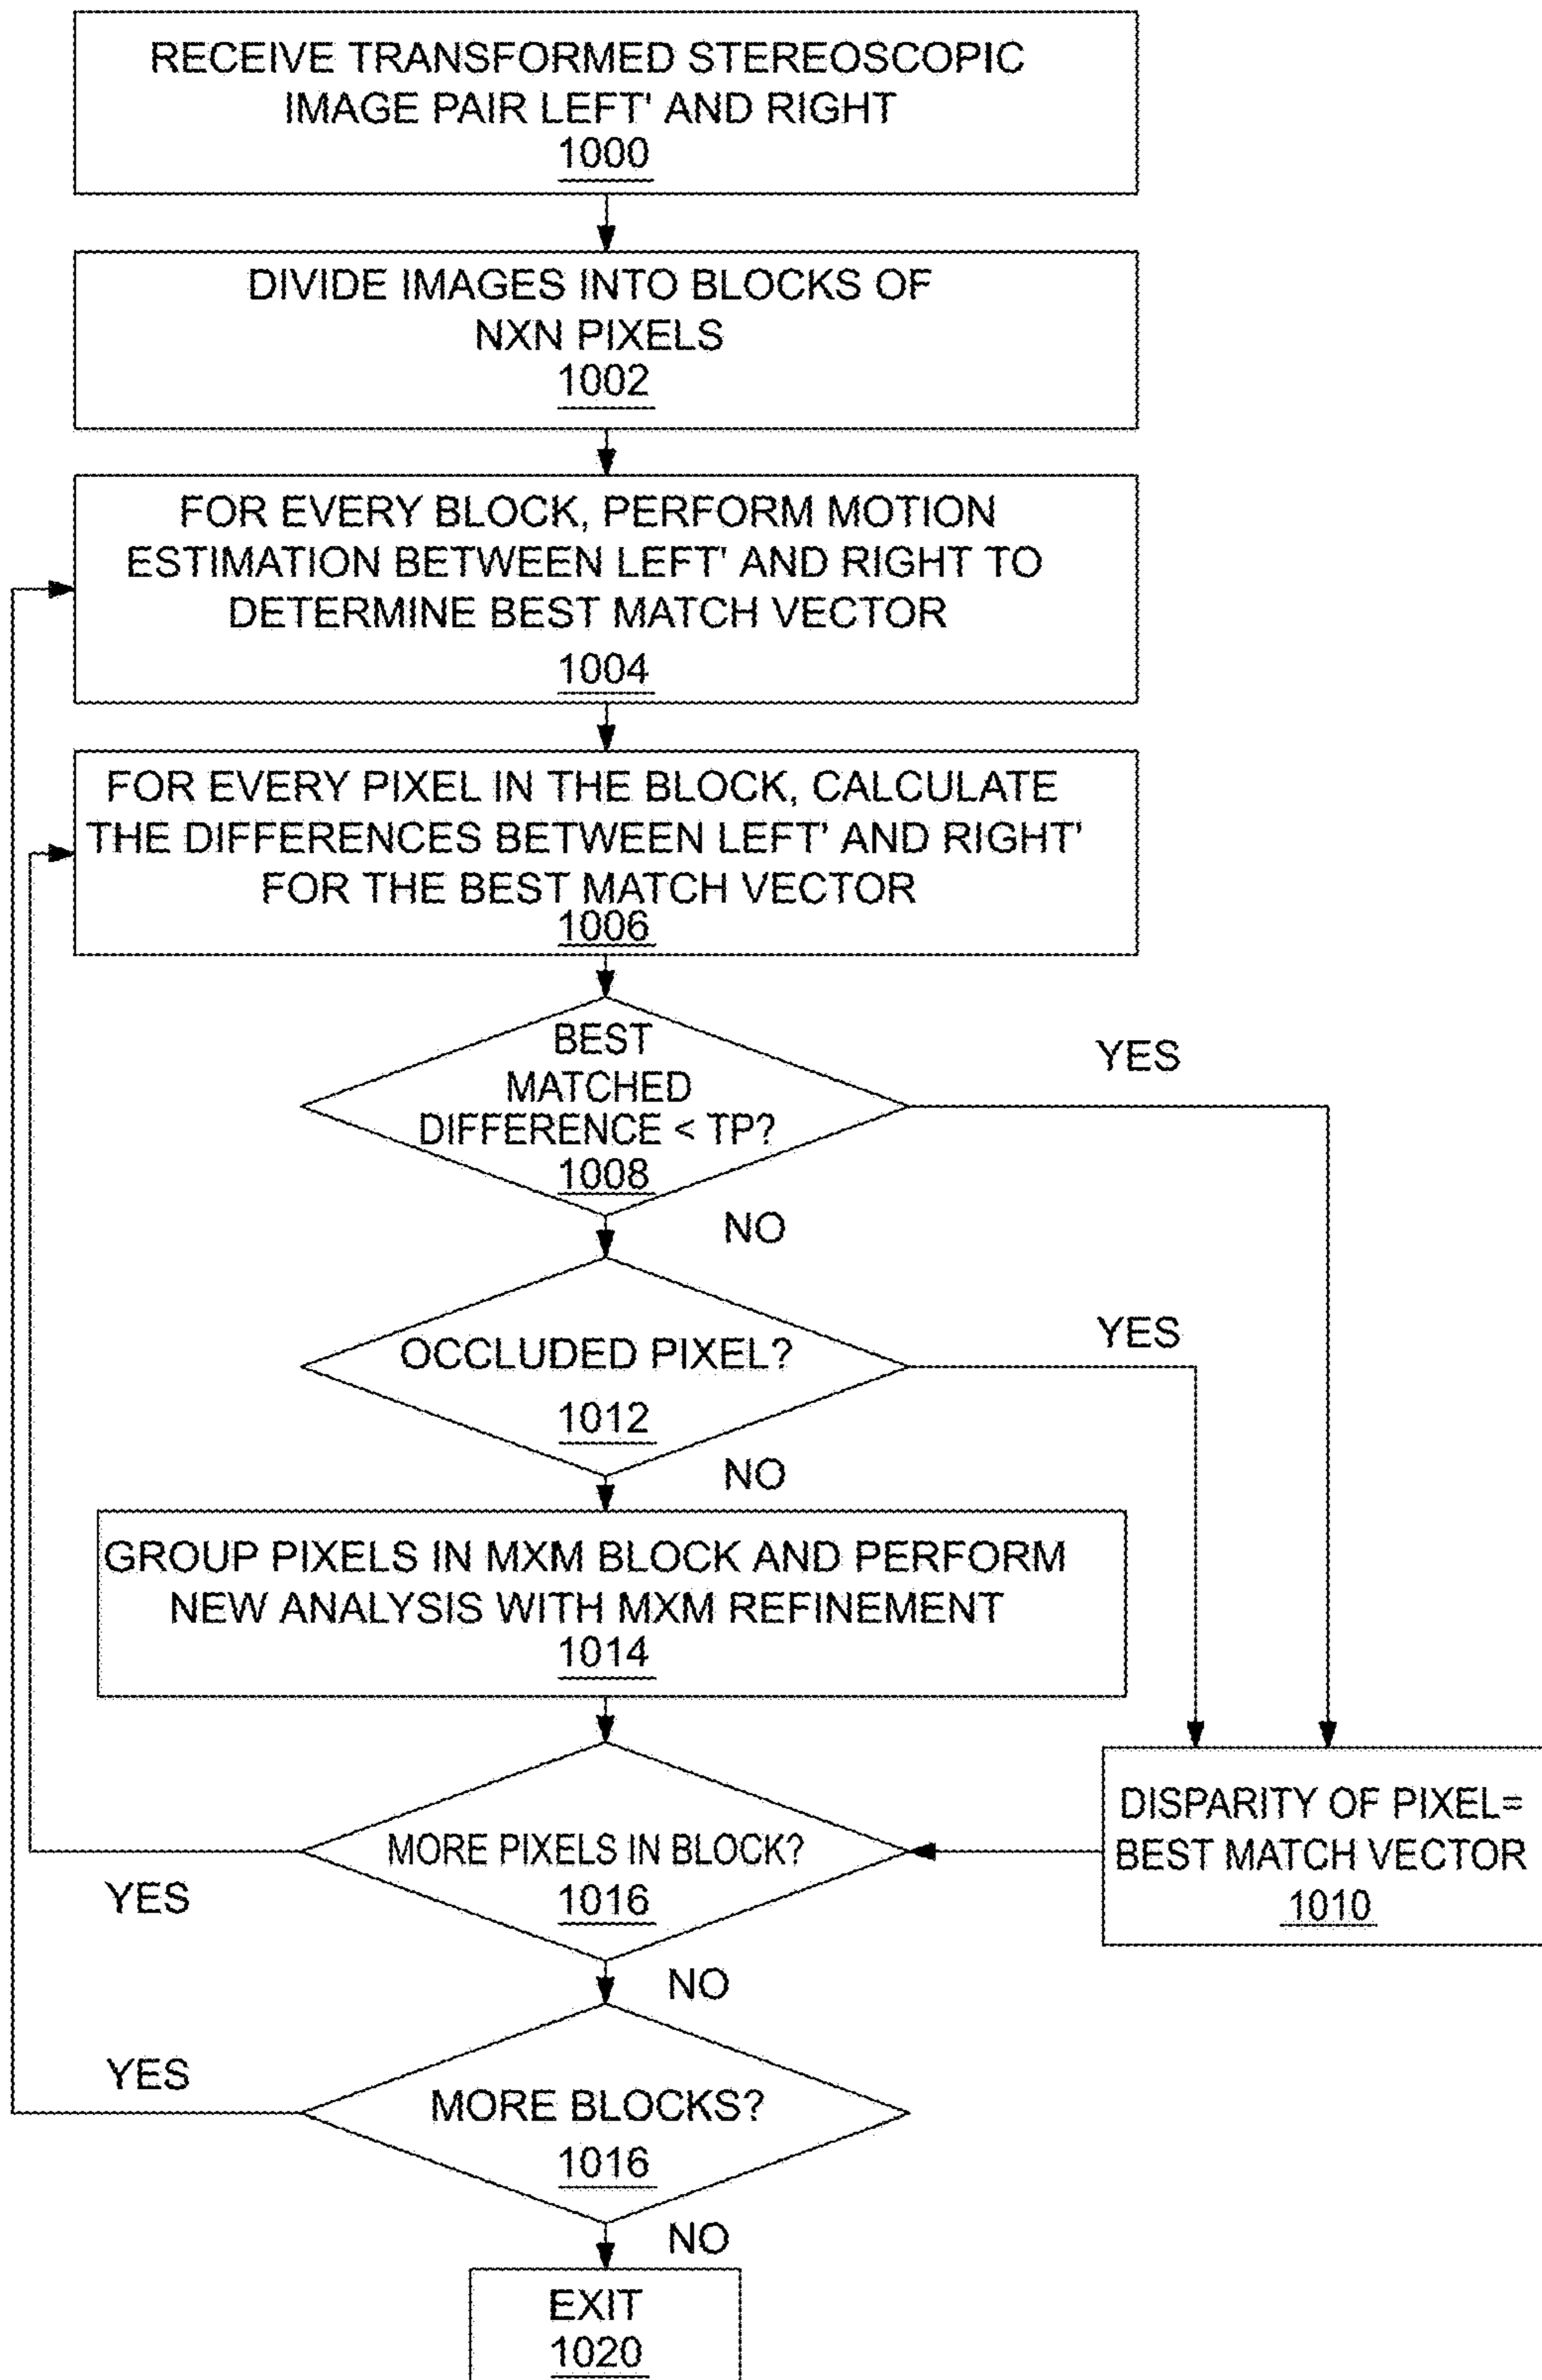 RECEIVE TRANSFORMED STEREOSCOPIC
IMAGE PAIR LEFT' AND RIGHT
1000
DIVIDE IMAGES INTO BLOCKS OF
NXN PIXELS
1002
FOR EVERY BLOCK, PERFORM MOTION
ESTIMATION BETWEEN LEFT' AND RIGHT TO
DETERMINE BEST MATCH VECTOR
1004
FOR EVERY PIXEL IN THE BLOCK, CALCULATE
THE DIFFERENCES BETWEEN LEFT' AND RIGHT'
FOR THE BEST MATCH VECTOR
1006
BEST
MATCHED
DIFFERENCE < TP?
1008
YES
NO
OCCLUDED PIXEL?
1012
YES
NO
GROUP PIXELS IN MXM BLOCK AND PERFORM
NEW ANALYSIS WITH MXM REFINEMENT
1014
DISPARITY OF PIXEL=
BEST MATCH VECTOR
1010
MORE PIXELS IN BLOCK?
1016
YES
NO
MORE BLOCKS?
1016
YES
NO
EXIT
1020